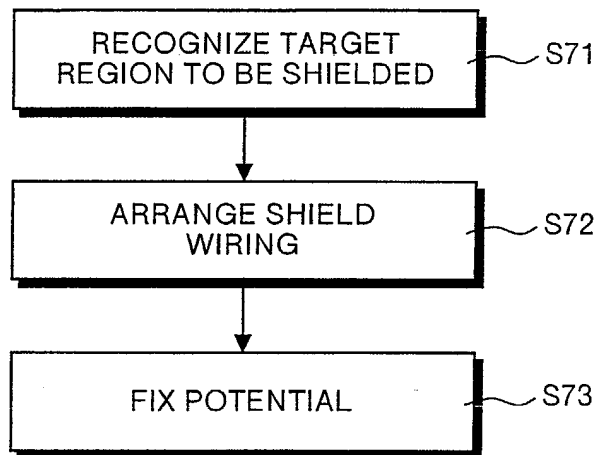 RECOGNIZE TARGET
REGION TO BE SHIELDED
S71
ARRANGE SHIELD
WIRING
S72
FIX POTENTIAL
S73